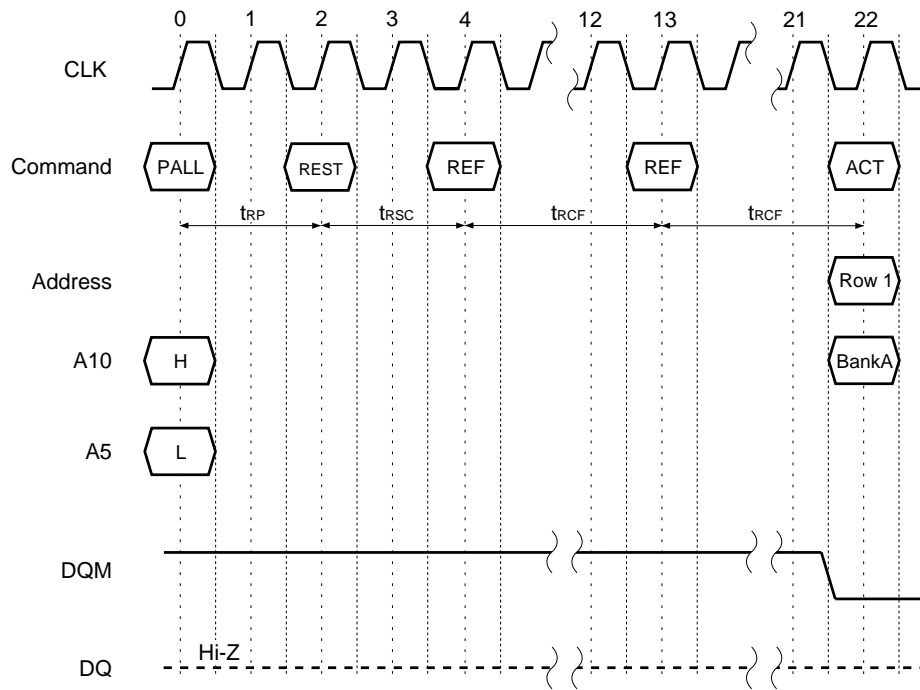 0 1 2 3 4 12 13 21 22
CLK
Command PALL REST REF REF ACT
tRP tRSC tRCF tRCF
Address Row 1
A10 H BankA
A5 L
DQM
Hi-Z
DQ